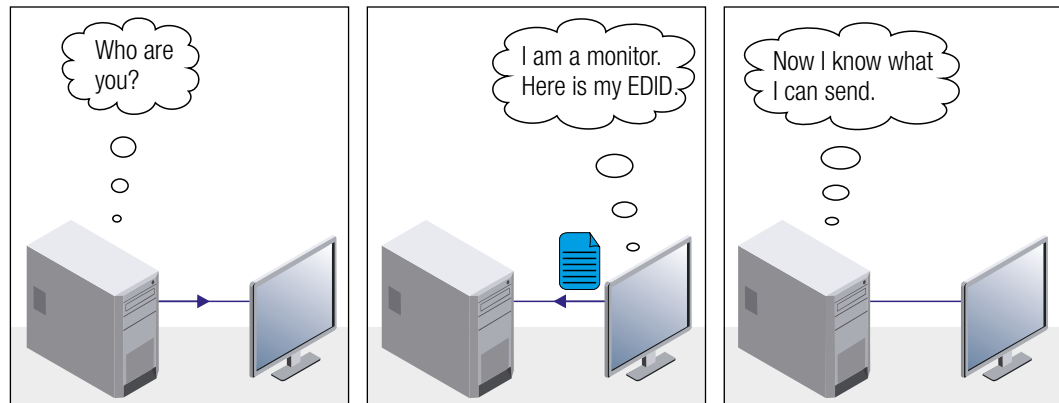 Who are
you?
I am a monitor.
Here is my EDID.
Now I know what
I can send.